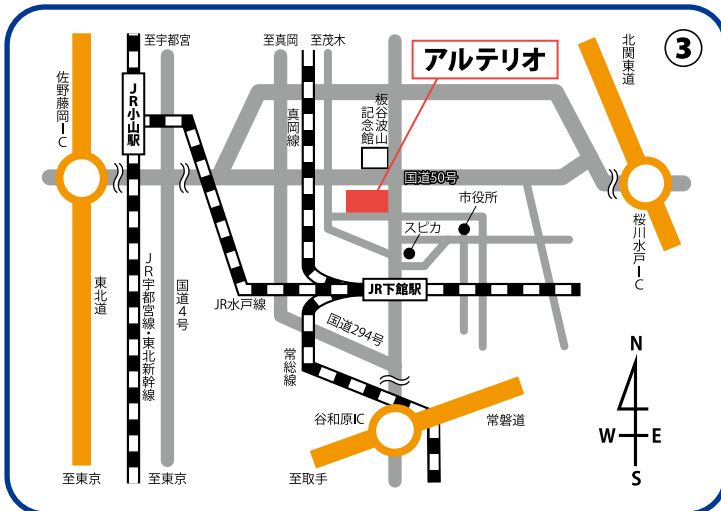 ③
至宇都宮
至真岡
至茂木
アルテリオ
北関東道
佐野藤岡IC
JR小山駅
真岡線
板谷波山
記念館
国道50号
市役所
スピカ
桜川水戸IC
東北道
JR宇都宮線・東北新幹線
国道4号
JR水戸線
JR下館駅
国道294号
常総線
谷和原IC
常磐道
至東京
至東京
至取手
N
W E
S